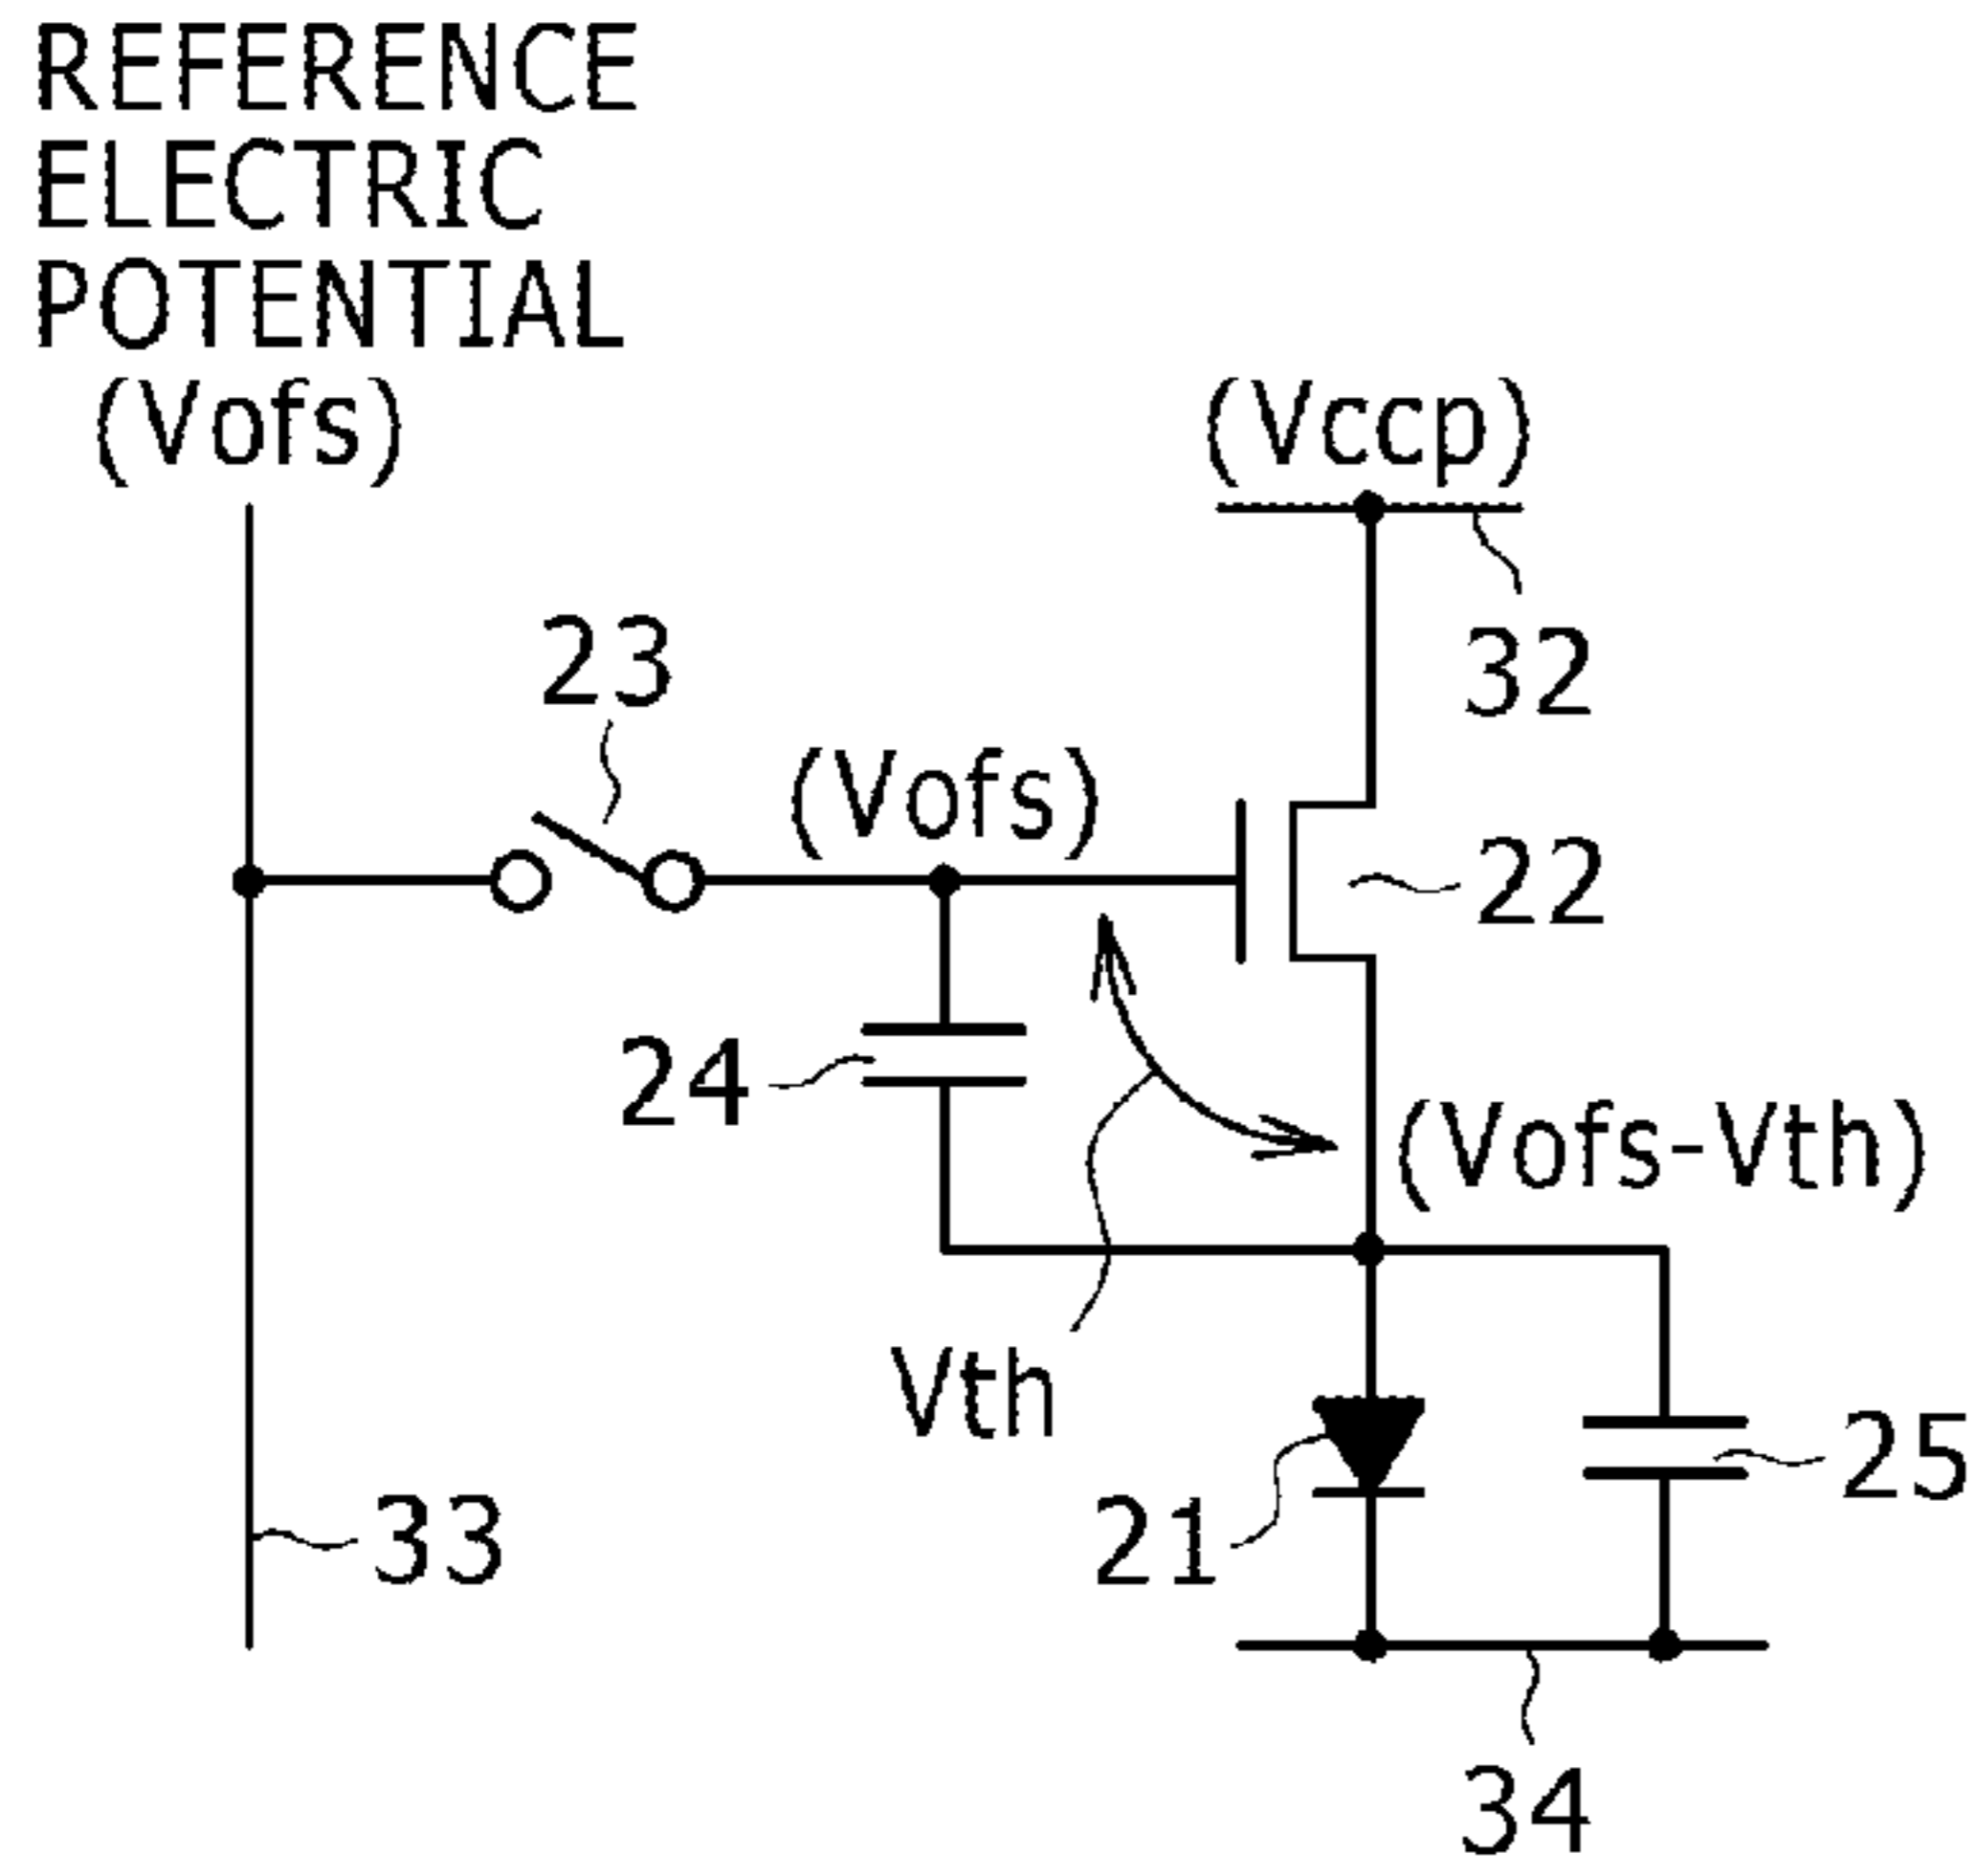 REFERENCE
ELECTRIC
POTENTIAL
(Vofs)
(Vccp)
32
23
(Vofs)
22
24
(Vofs-Vth)
Vth
21
25
33
34